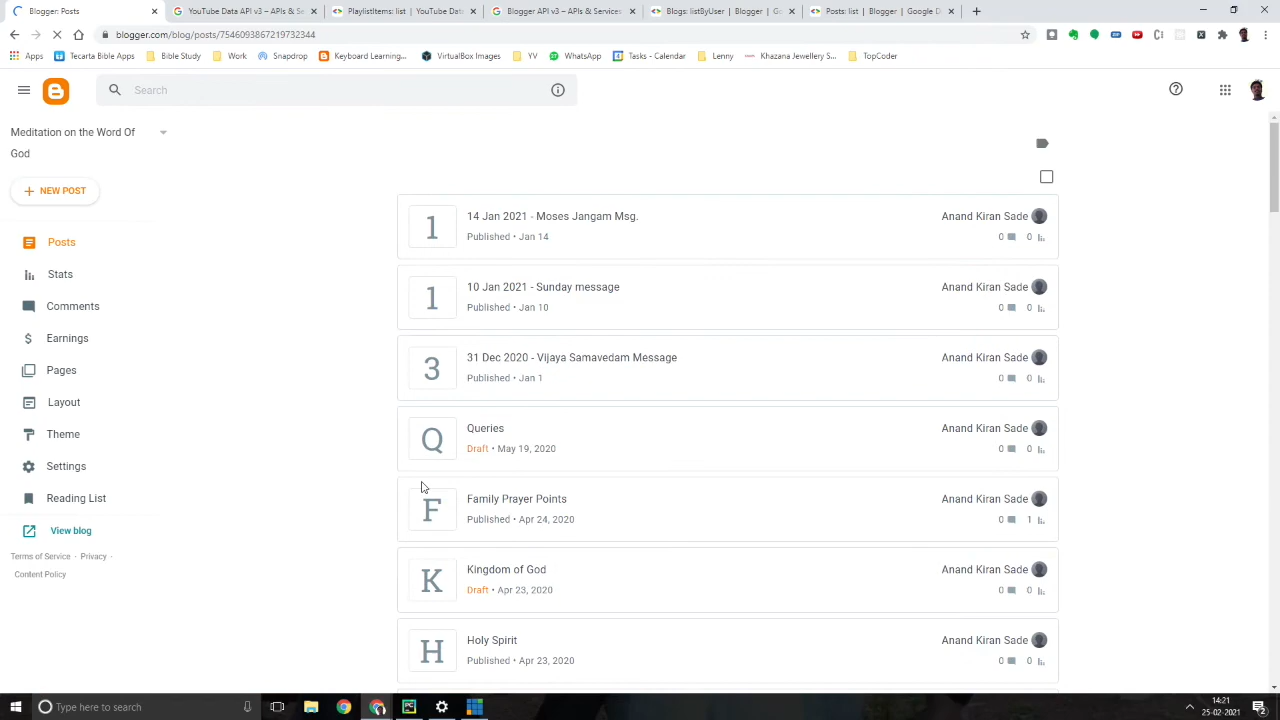 Blogger: Posts
YouTube Data API v3 – APIs & Se
PlaylistItems: list | YouTube Data
Blogger API v3 – APIs & Services
Blogs: listByUser | Blogger | Go
Posts: list | Blogger | Google D
blogger.com/blog/posts/7546093867219732344
Apps
Tecarta Bible Apps
Bible Study
Work
Snapdrop
Keyboard Learning...
VirtualBox Images
YV
WhatsApp
Tasks - Calendar
Lenny
Khazana Jewellery S...
TopCoder
Search
Meditation on the Word Of
God
NEW POST
Posts
Stats
Comments
Earnings
Pages
Layout
Theme
Settings
Reading List
View blog
Terms of Service · Privacy ·
Content Policy
1
14 Jan 2021 - Moses Jangam Msg.
Published • Jan 14
Anand Kiran Sade
0 0
1
10 Jan 2021 - Sunday message
Published • Jan 10
Anand Kiran Sade
0 0
3
31 Dec 2020 - Vijaya Samavedam Message
Published • Jan 1
Anand Kiran Sade
0 0
Q
Queries
Draft • May 19, 2020
Anand Kiran Sade
0 0
F
Family Prayer Points
Published • Apr 24, 2020
Anand Kiran Sade
0 1
K
Kingdom of God
Draft • Apr 23, 2020
Anand Kiran Sade
0 0
H
Holy Spirit
Published • Apr 23, 2020
Anand Kiran Sade
0 0
Type here to search
14:21
25-02-2021
2